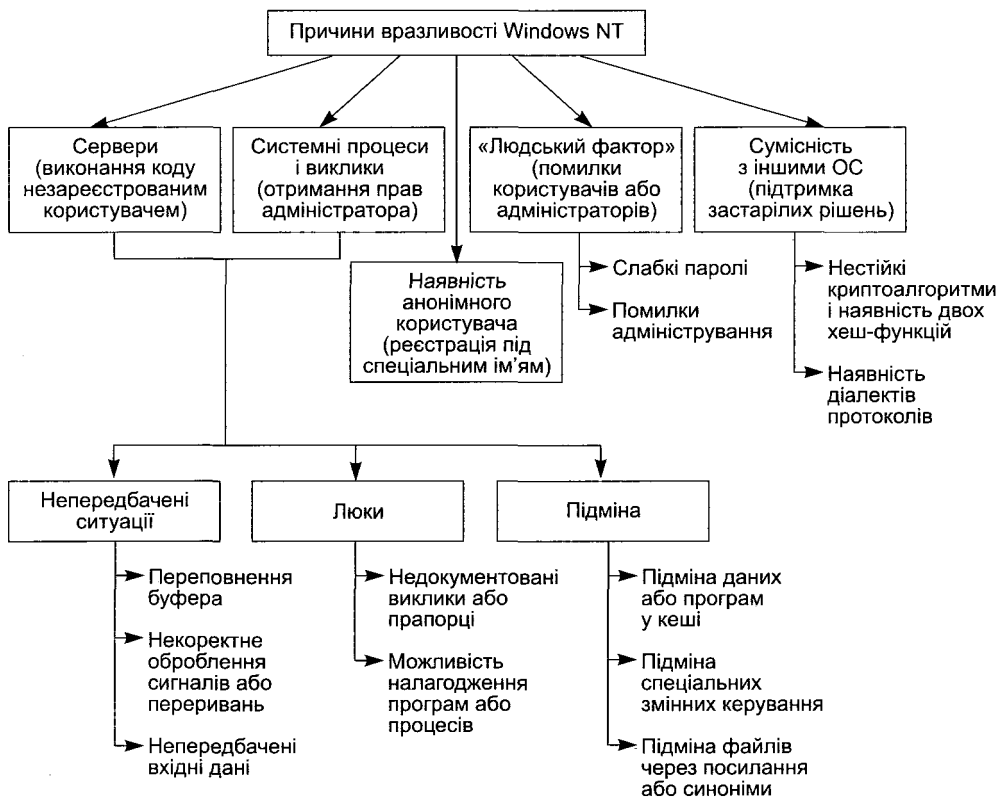 Причини вразливості Windows NT
Сервери
(виконання коду
незареєстрованим
користувачем)
Системні процеси
і виклики
(отримання прав
адміністратора)
«Людський фактор»
(помилки
користувачів або
адміністраторів)
Сумісність
з іншими ОС
(підтримка
застарілих рішень)
Наявність
анонімного
користувача
(реєстрація під
спеціальним ім’ям)
Слабкі паролі
Помилки
адміністрування
Нестійкі
криптоалгоритми
і наявність двох
хеш-функцій
Наявність
діалектів
протоколів
Непередбачені
ситуації
Люки
Підміна
Переповнення
буфера
Некоректне
оброблення
сигналів або
переривань
Непередбачені
вхідні дані
Недокументовані
виклики або
прапорці
Можливість
налагодження
програм або
процесів
Підміна даних
або програм
у кеші
Підміна
спеціальних
змінних керування
Підміна файлів
через посилання
або синоніми